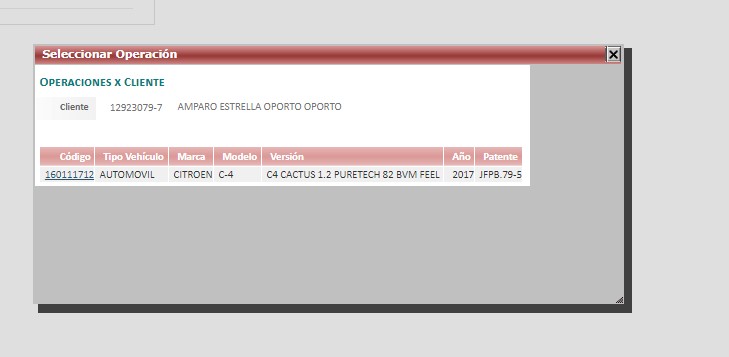 Seleccionar Operación
OPERACIONES X CLIENTE
Cliente 12923079-7 AMPARO ESTRELLA OPORTO OPORTO
Código Tipo Vehículo Marca Modelo Versión Año Patente
160111712 AUTOMOVIL CITROEN C-4 C4 CACTUS 1.2 PURETECH 82 BVM FEEL 2017 JFPB.79-5